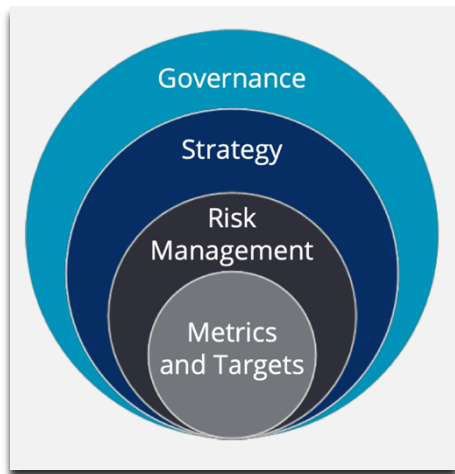 Governance
Strategy
Risk
Management
Metrics
and Targets